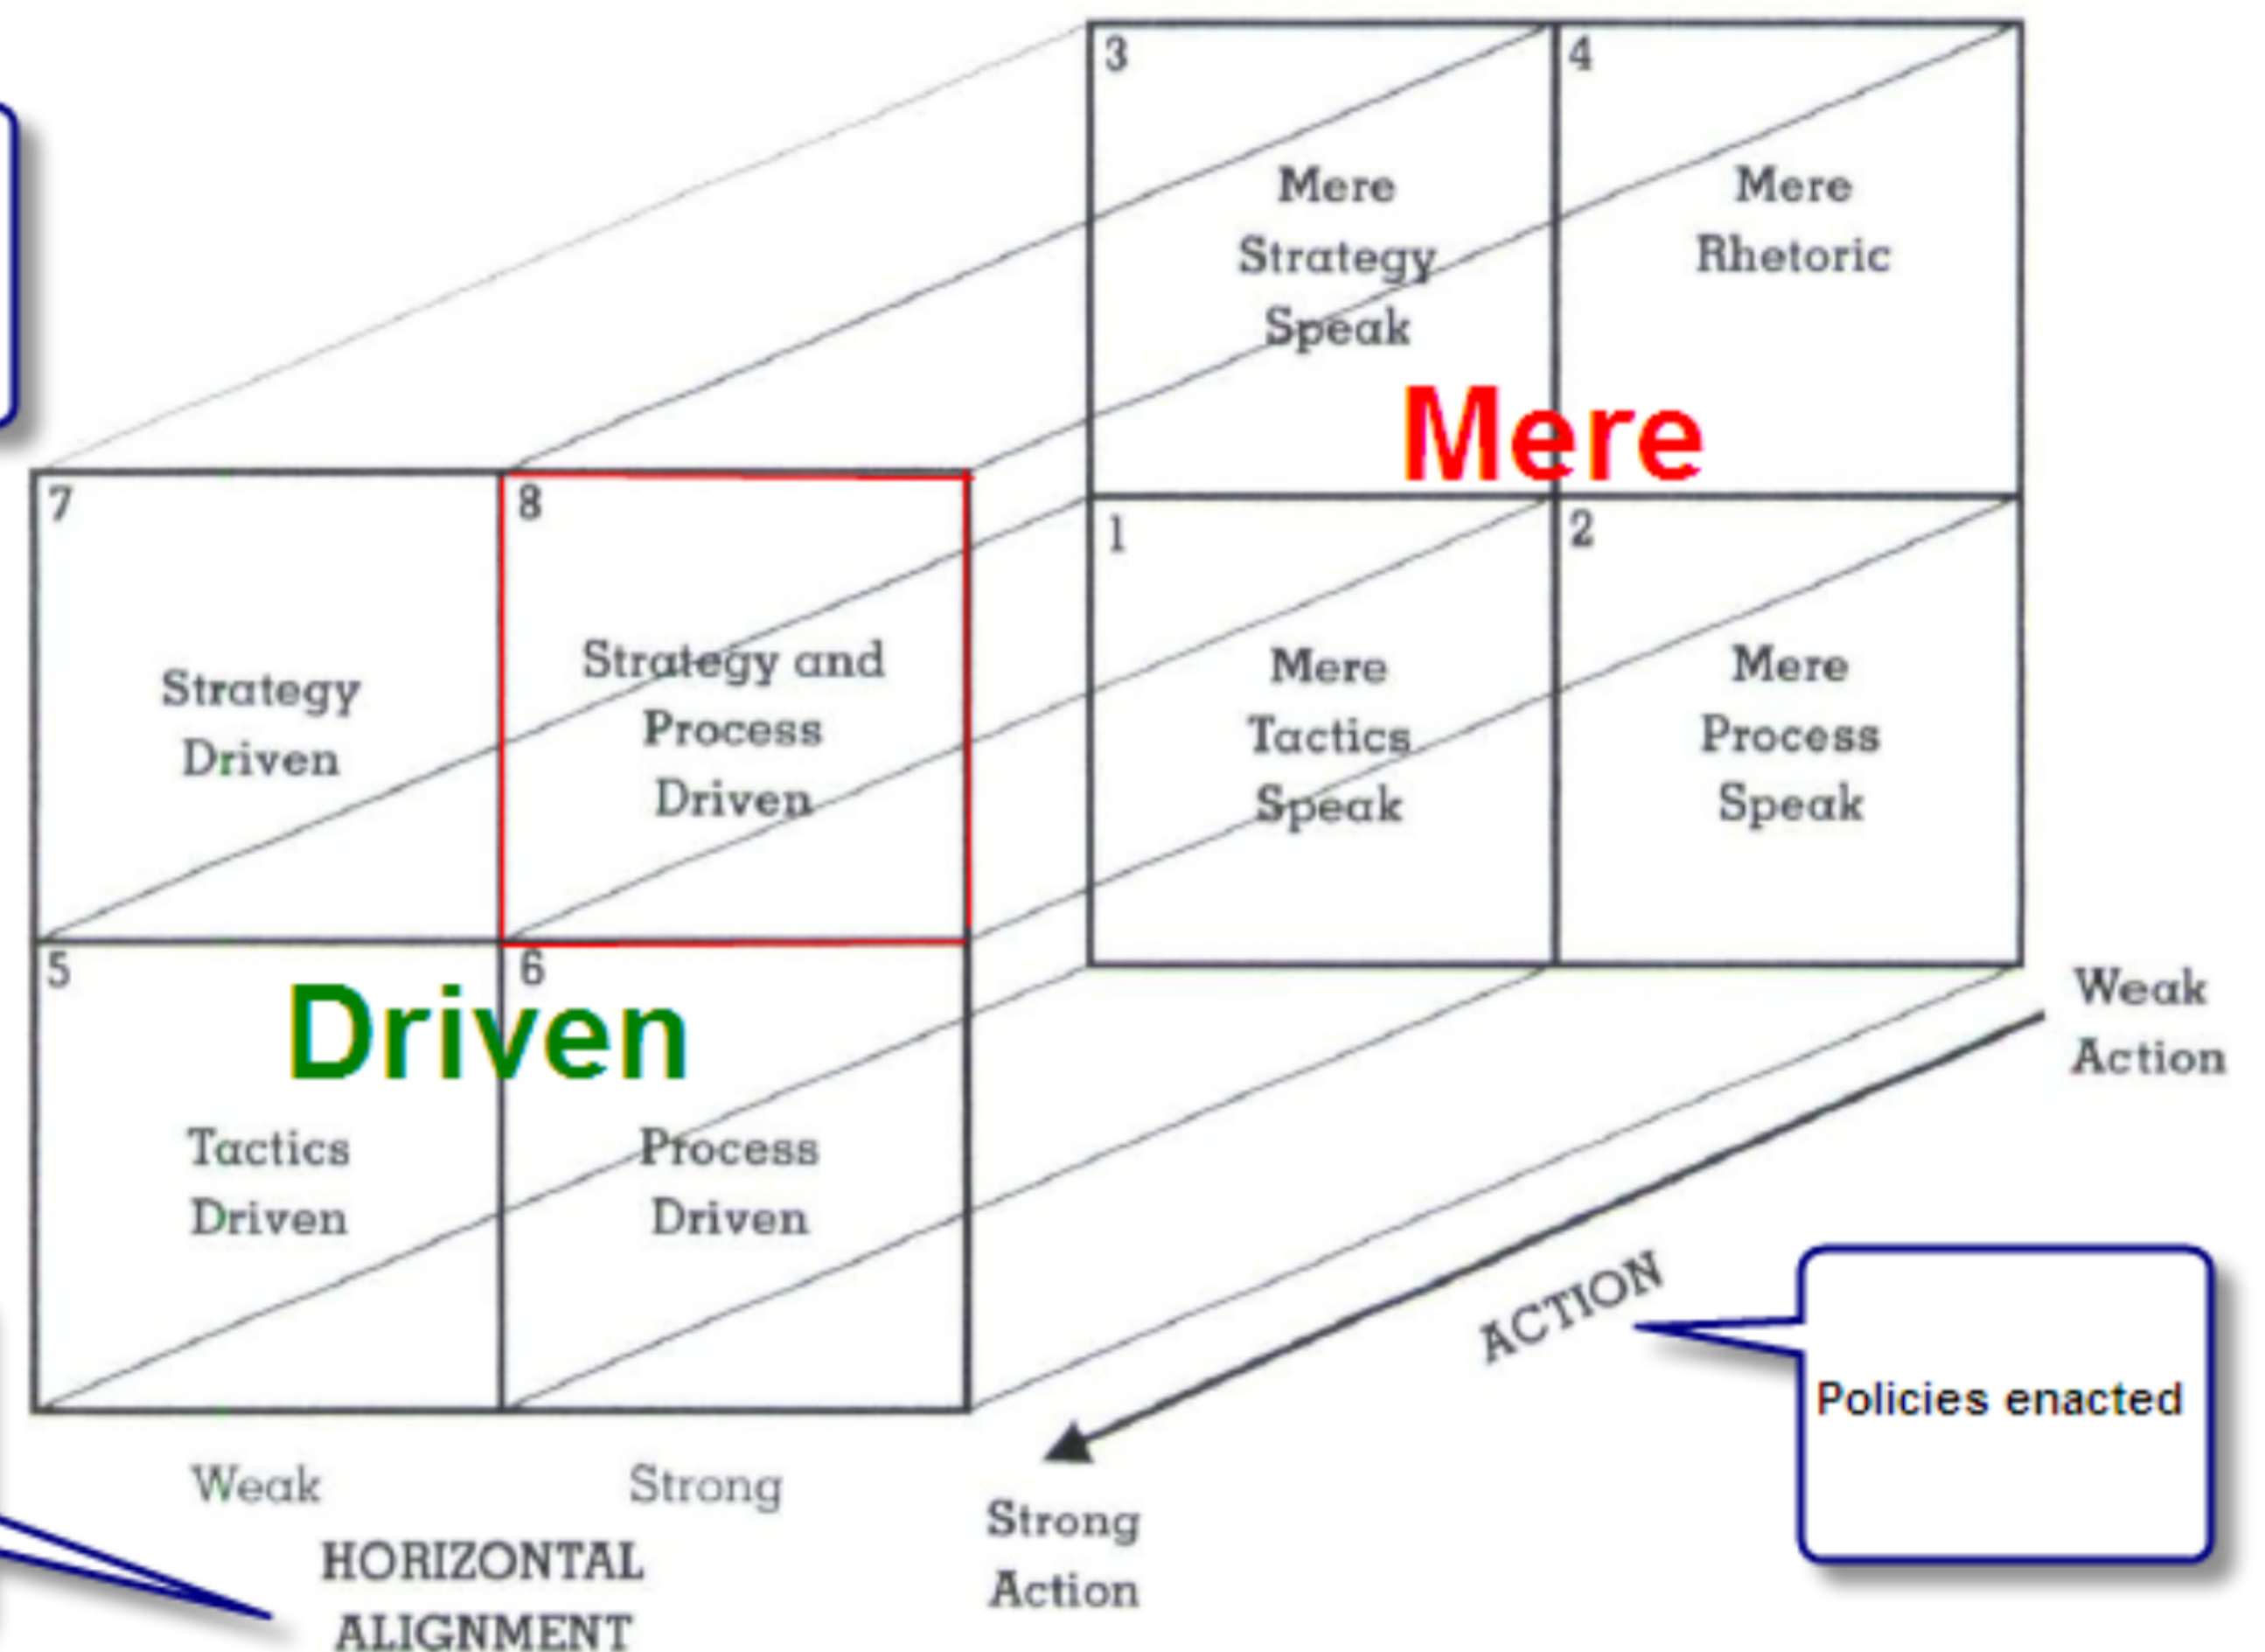 3
4
Mere
Strategy
Speak
Mere
Rhetoric
Mere
7
8
1
2
Strategy
Driven
Strategy and
Process
Driven
Mere
Tactics
Speak
Mere
Process
Speak
5
6
Driven
Tactics
Driven
Process
Driven
Weak
Action
ACTION
Policies enacted
Weak
Strong
HORIZONTAL
ALIGNMENT
Strong
Action